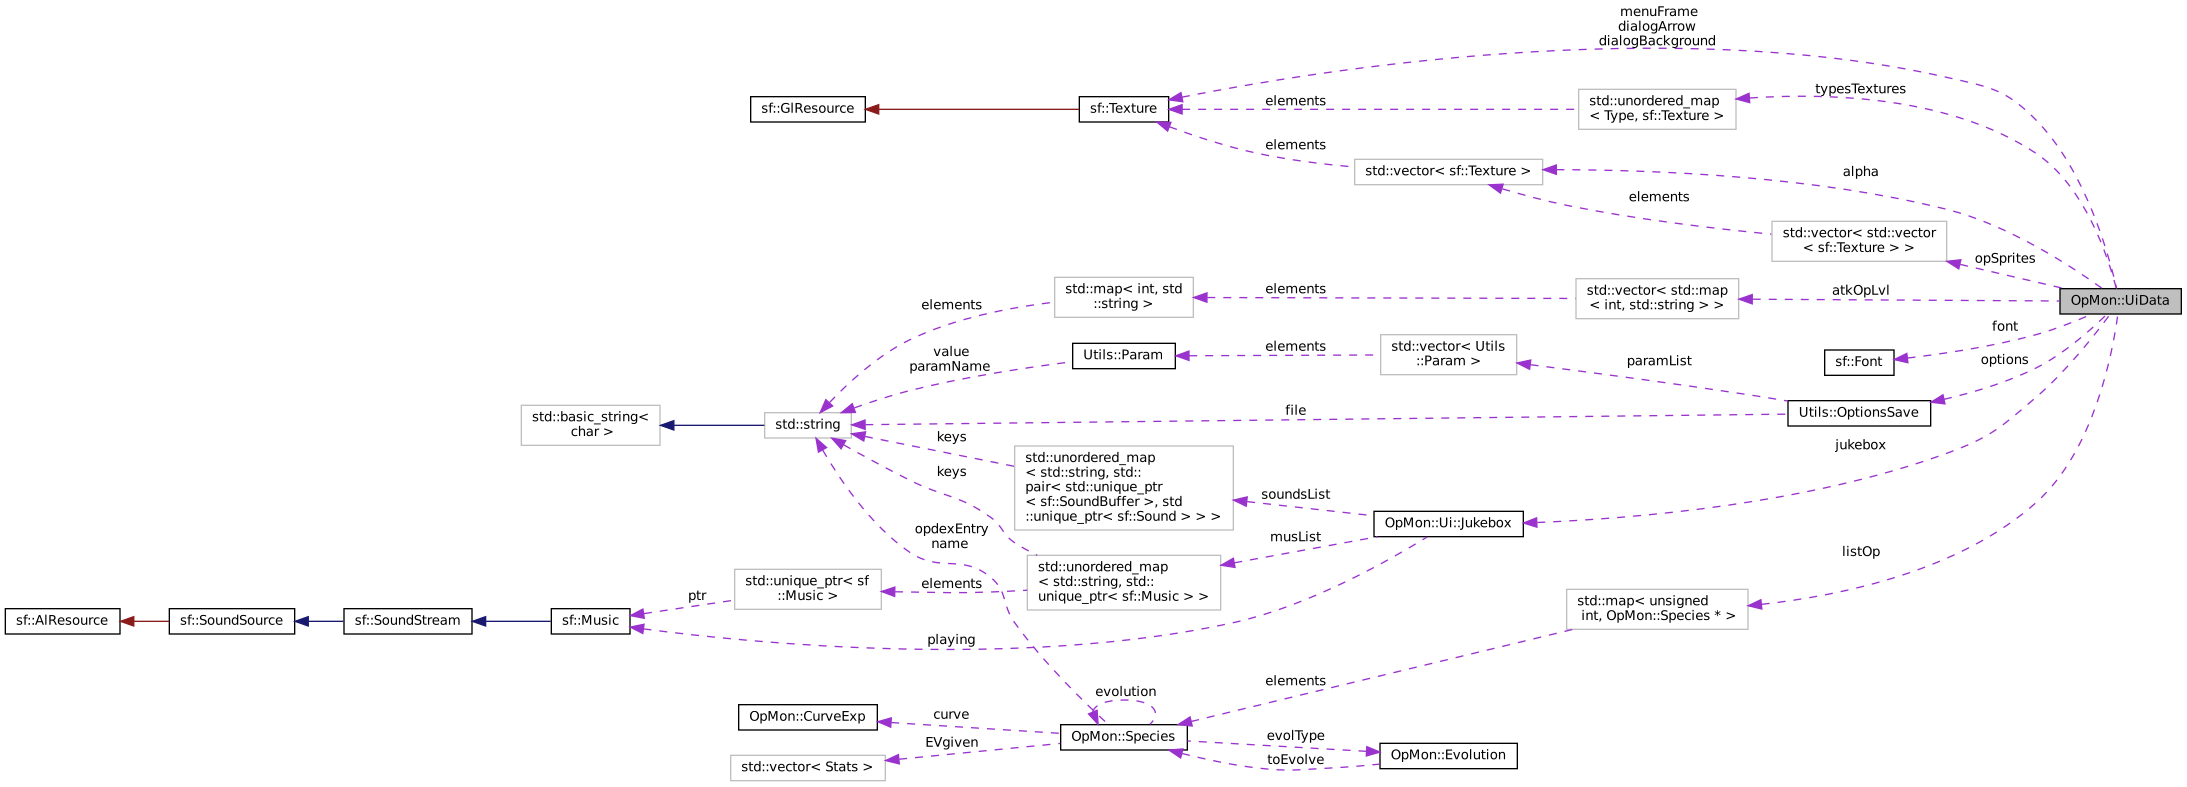 menuFrame
dialogArrow
dialogBackground
typesTextures
sf::GlResource
sf::Texture
elements
std::unordered_map
< Type, sf::Texture >
elements
std::vector< sf::Texture >
alpha
elements
std::vector< std::vector
< sf::Texture > >
opSprites
std::map< int, std
::string >
elements
std::vector< std::map
< int, std::string > >
atkOpLvl
OpMon::UiData
elements
value
paramName
Utils::Param
elements
std::vector< Utils
::Param >
paramList
font
sf::Font
options
std::basic_string<
char >
std::string
file
Utils::OptionsSave
keys
keys
std::unordered_map
< std::string, std::
pair< std::unique_ptr
< sf::SoundBuffer >, std
::unique_ptr< sf::Sound > > >
soundsList
OpMon::Ui::Jukebox
jukebox
opdexEntry
name
musList
std::unordered_map
< std::string, std::
unique_ptr< sf::Music > >
elements
std::unique_ptr< sf
::Music >
ptr
listOp
std::map< unsigned
int, OpMon::Species * >
sf::AlResource
sf::SoundSource
sf::SoundStream
sf::Music
playing
elements
evolution
OpMon::CurveExp
curve
OpMon::Species
EVgiven
std::vector< Stats >
evolType
toEvolve
OpMon::Evolution